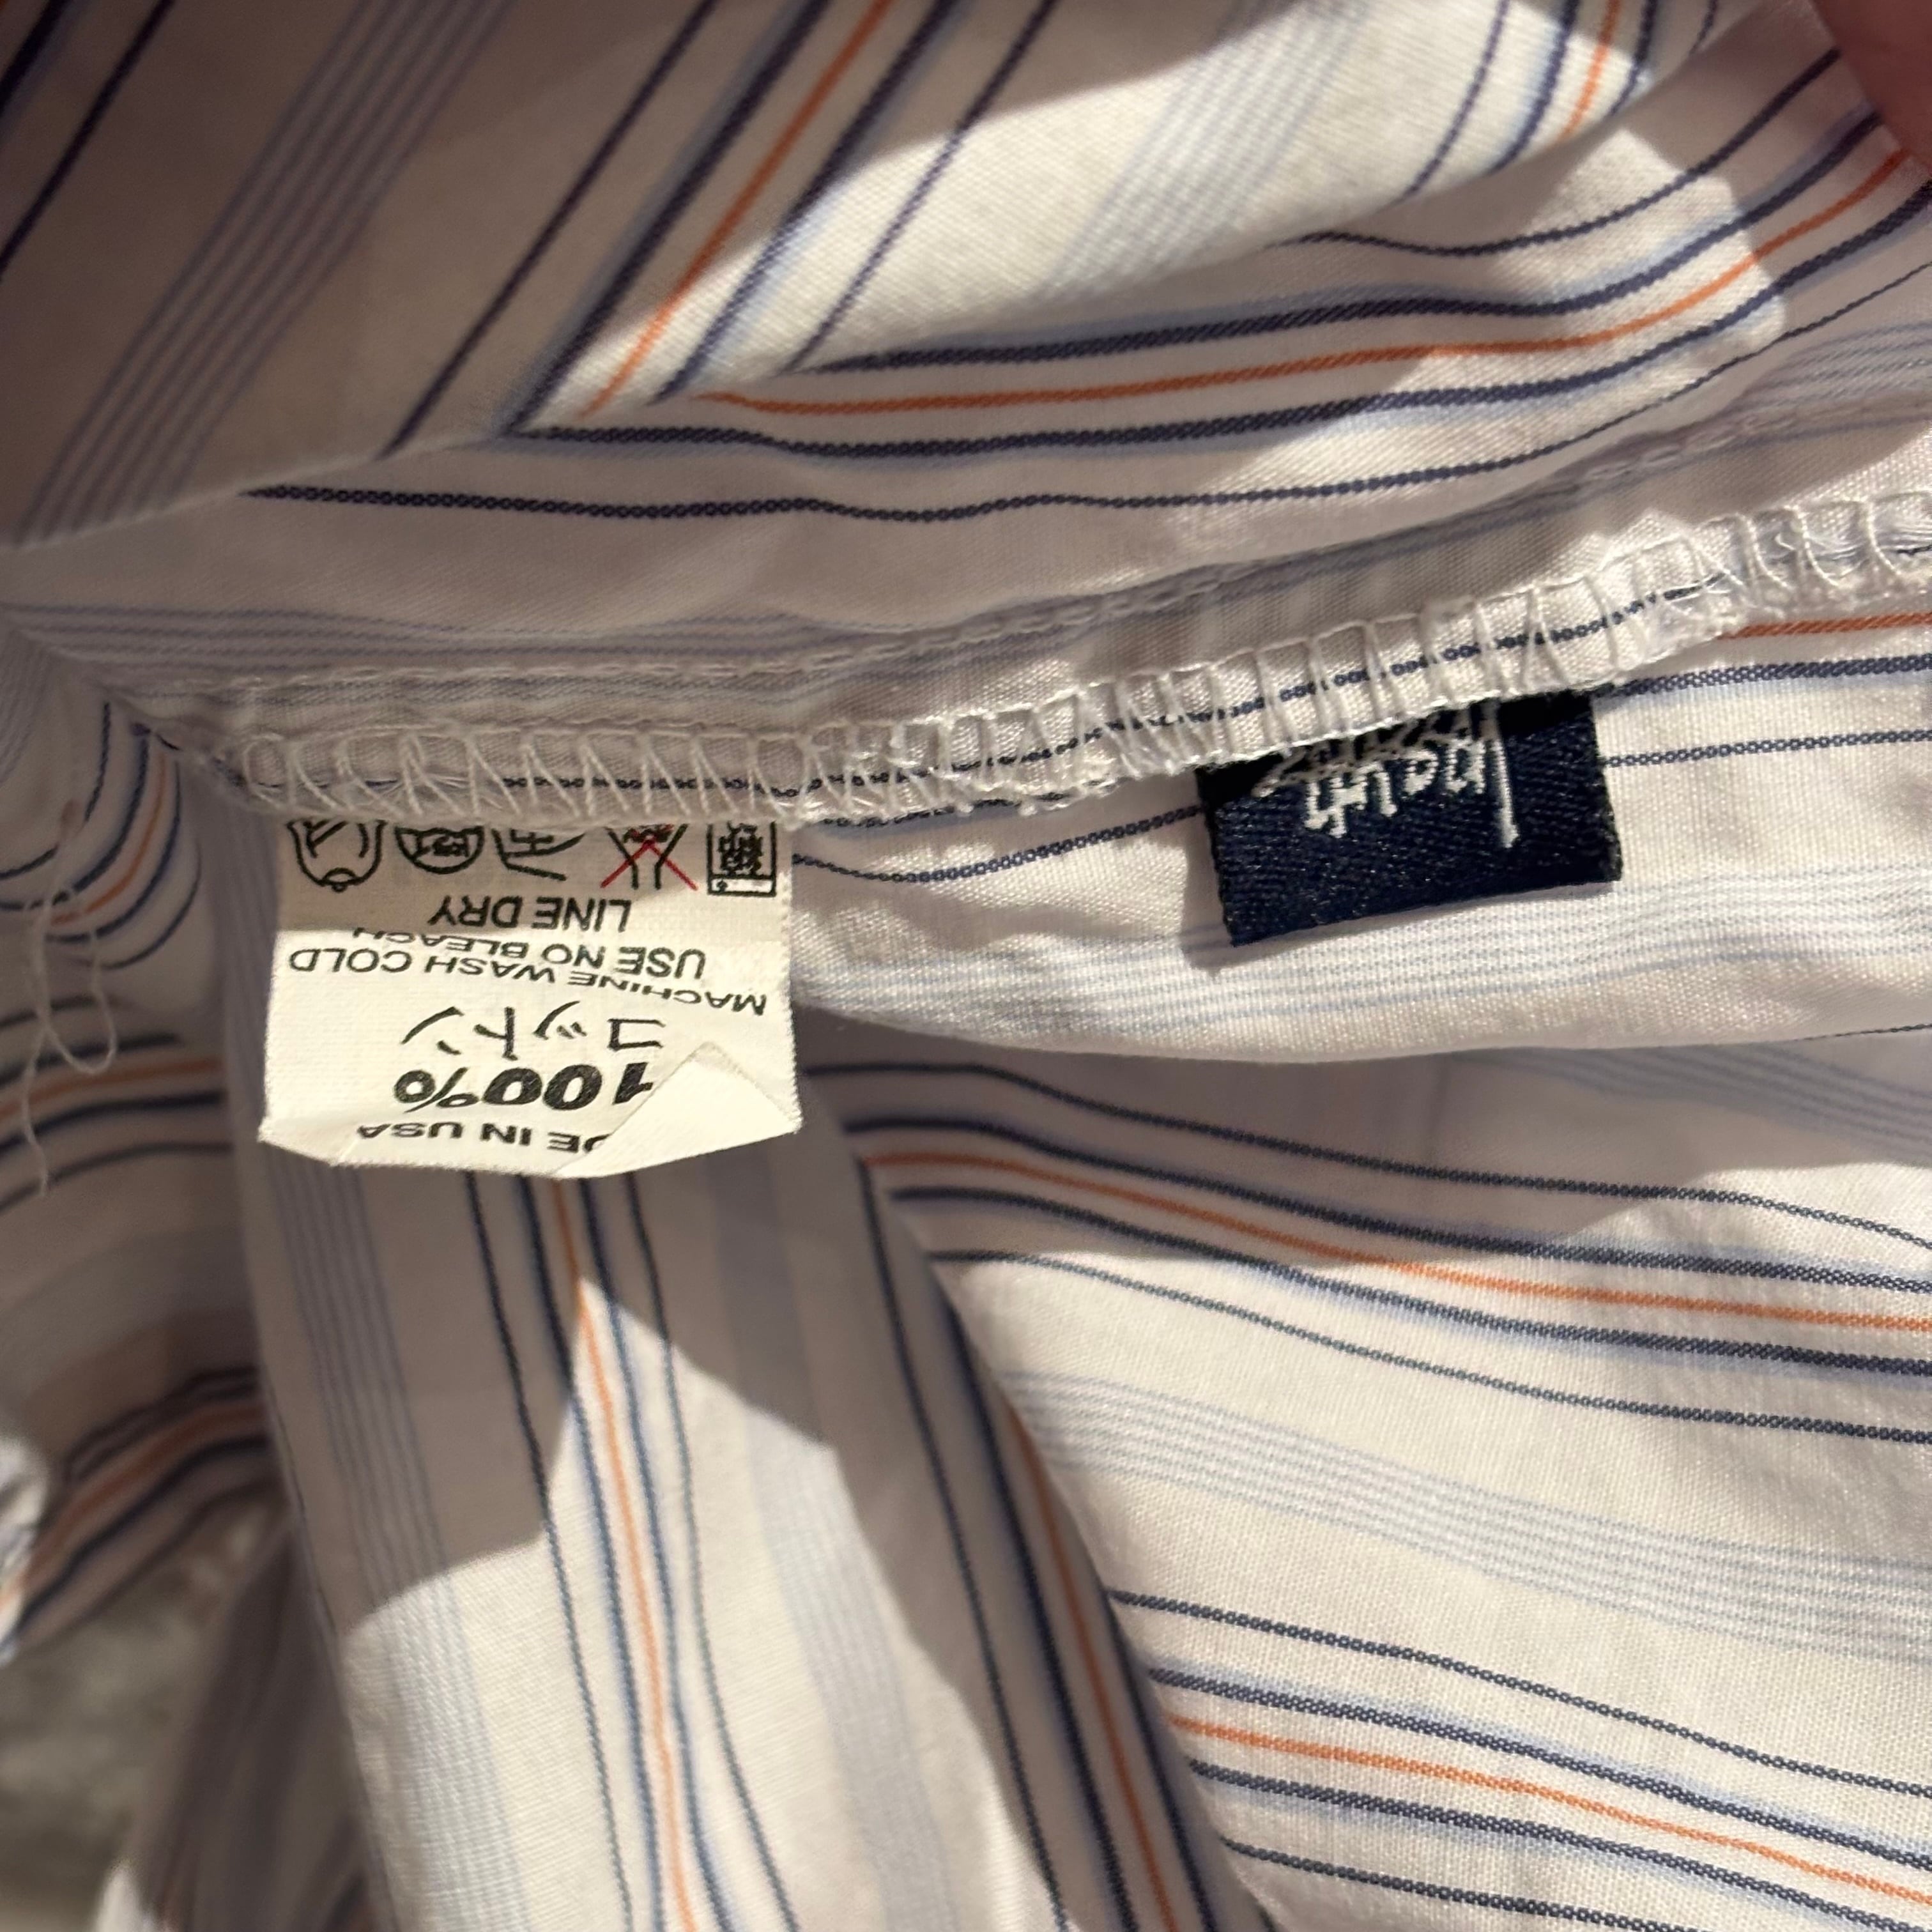 DE IN USA
100%
コットン
MACHINE WASH COLD
USE NO BLEACH
LINE DRY